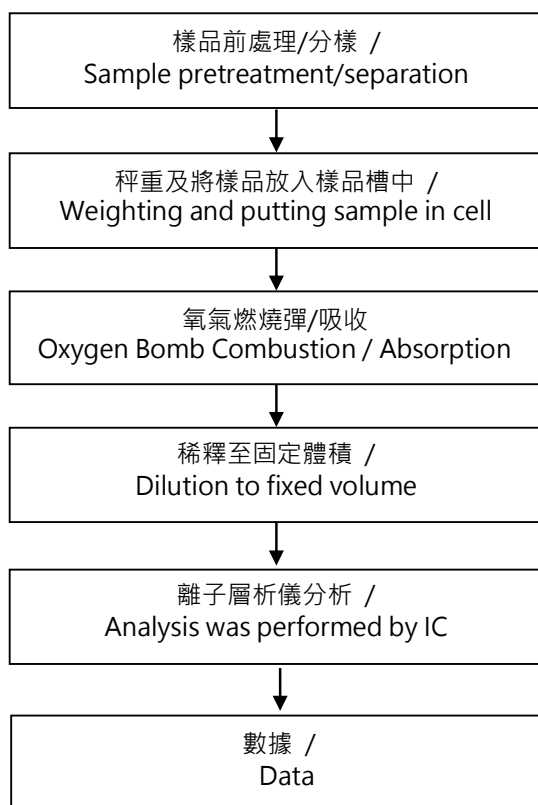 樣品前處理/分樣 /
Sample pretreatment/separation
秤重及將樣品放入樣品槽中 /
Weighting and putting sample in cell
氧氣燃燒彈/吸收
Oxygen Bomb Combustion / Absorption
稀釋至固定體積 /
Dilution to fixed volume
離子層析儀分析 /
Analysis was performed by IC
數據 /
Data